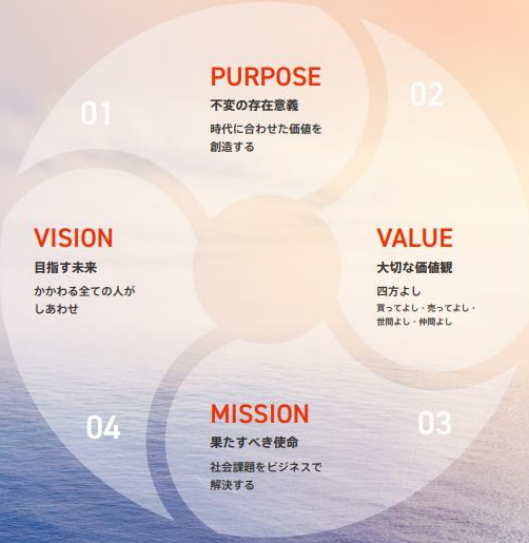 01
PURPOSE
不変の存在意義
時代に合わせた価値を
創造する
02
VALUE
大切な価値観
四方よし
買ってよし・売ってよし・
世間よし・仲間よし
03
MISSION
果たすべき使命
社会課題をビジネスで
解決する
04
VISION
目指す未来
かかわる全ての人が
しあわせ